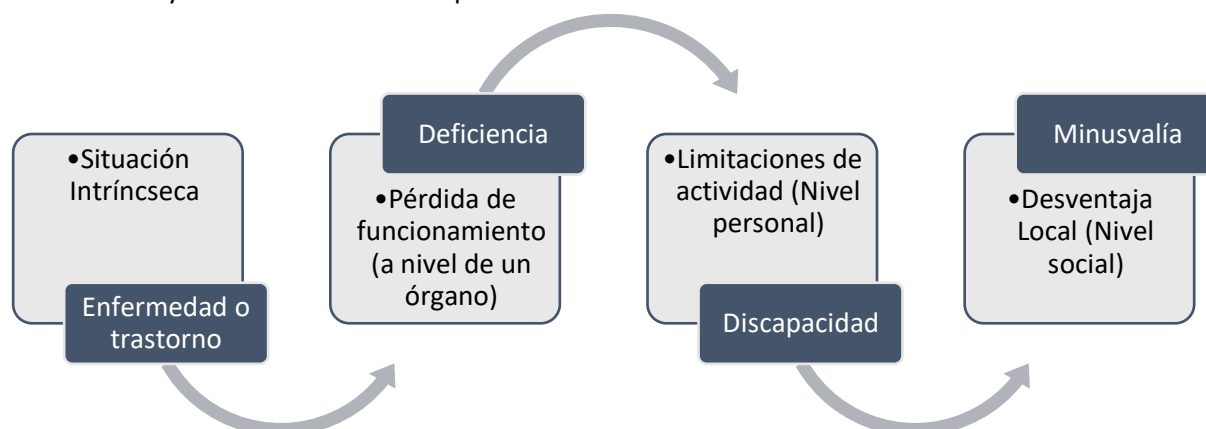 •Situación
Intríncseca
Enfermedad o
trastorno
Deficiencia
•Pérdida de
funcionamiento
(a nivel de un
órgano)
•Limitaciones de
actividad (Nivel
personal)
Discapacidad
Minusvalía
•Desventaja
Local (Nivel
social)